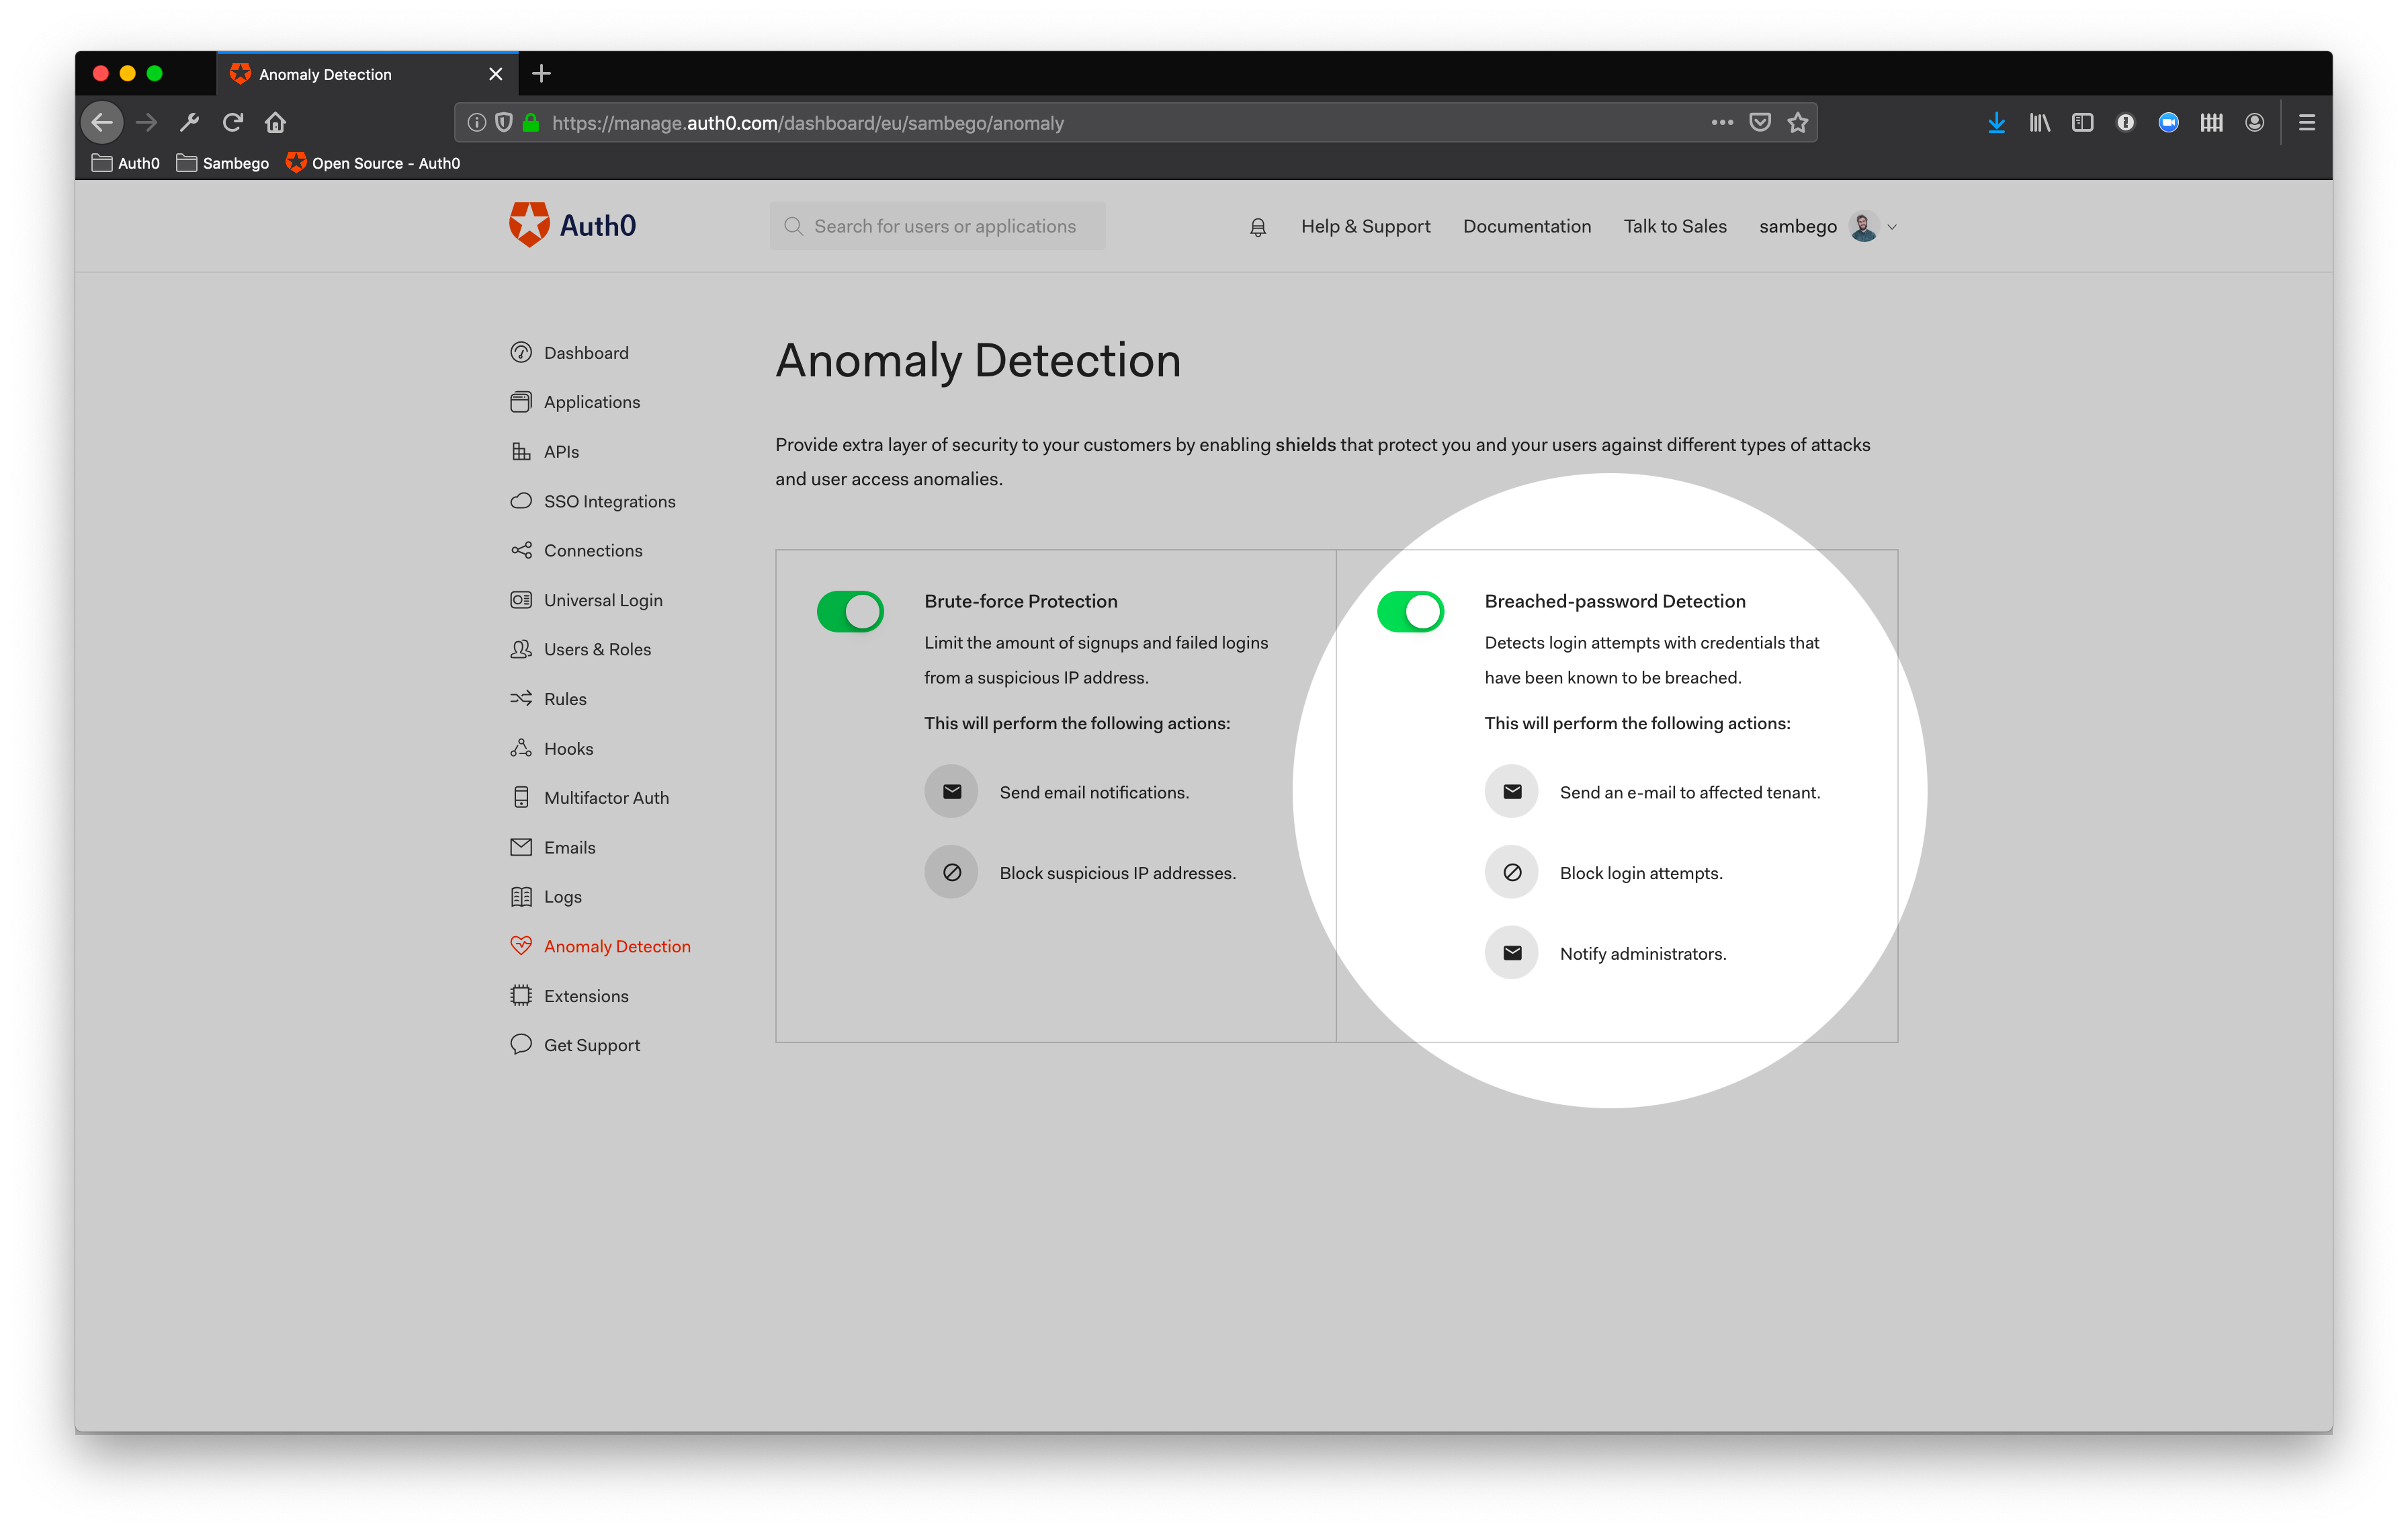 Anomaly Detection
https://manage.auth0.com/dashboard/eu/sambego/anomaly
Auth0
Sambego
Open Source - Auth0
Auth0
Search for users or applications
Help & Support
Documentation
Talk to Sales
sambego
Dashboard
Applications
APIs
SSO Integrations
Connections
Universal Login
Users & Roles
Rules
Hooks
Multifactor Auth
Emails
Logs
Anomaly Detection
Extensions
Get Support
Anomaly Detection
Provide extra layer of security to your customers by enabling shields that protect you and your users against different types of attacks
and user access anomalies.
Brute-force Protection
Limit the amount of signups and failed logins
from a suspicious IP address.
This will perform the following actions:
Send email notifications.
Block suspicious IP addresses.
Breached-password Detection
Detects login attempts with credentials that
have been known to be breached.
This will perform the following actions:
Send an e-mail to affected tenant.
Block login attempts.
Notify administrators.